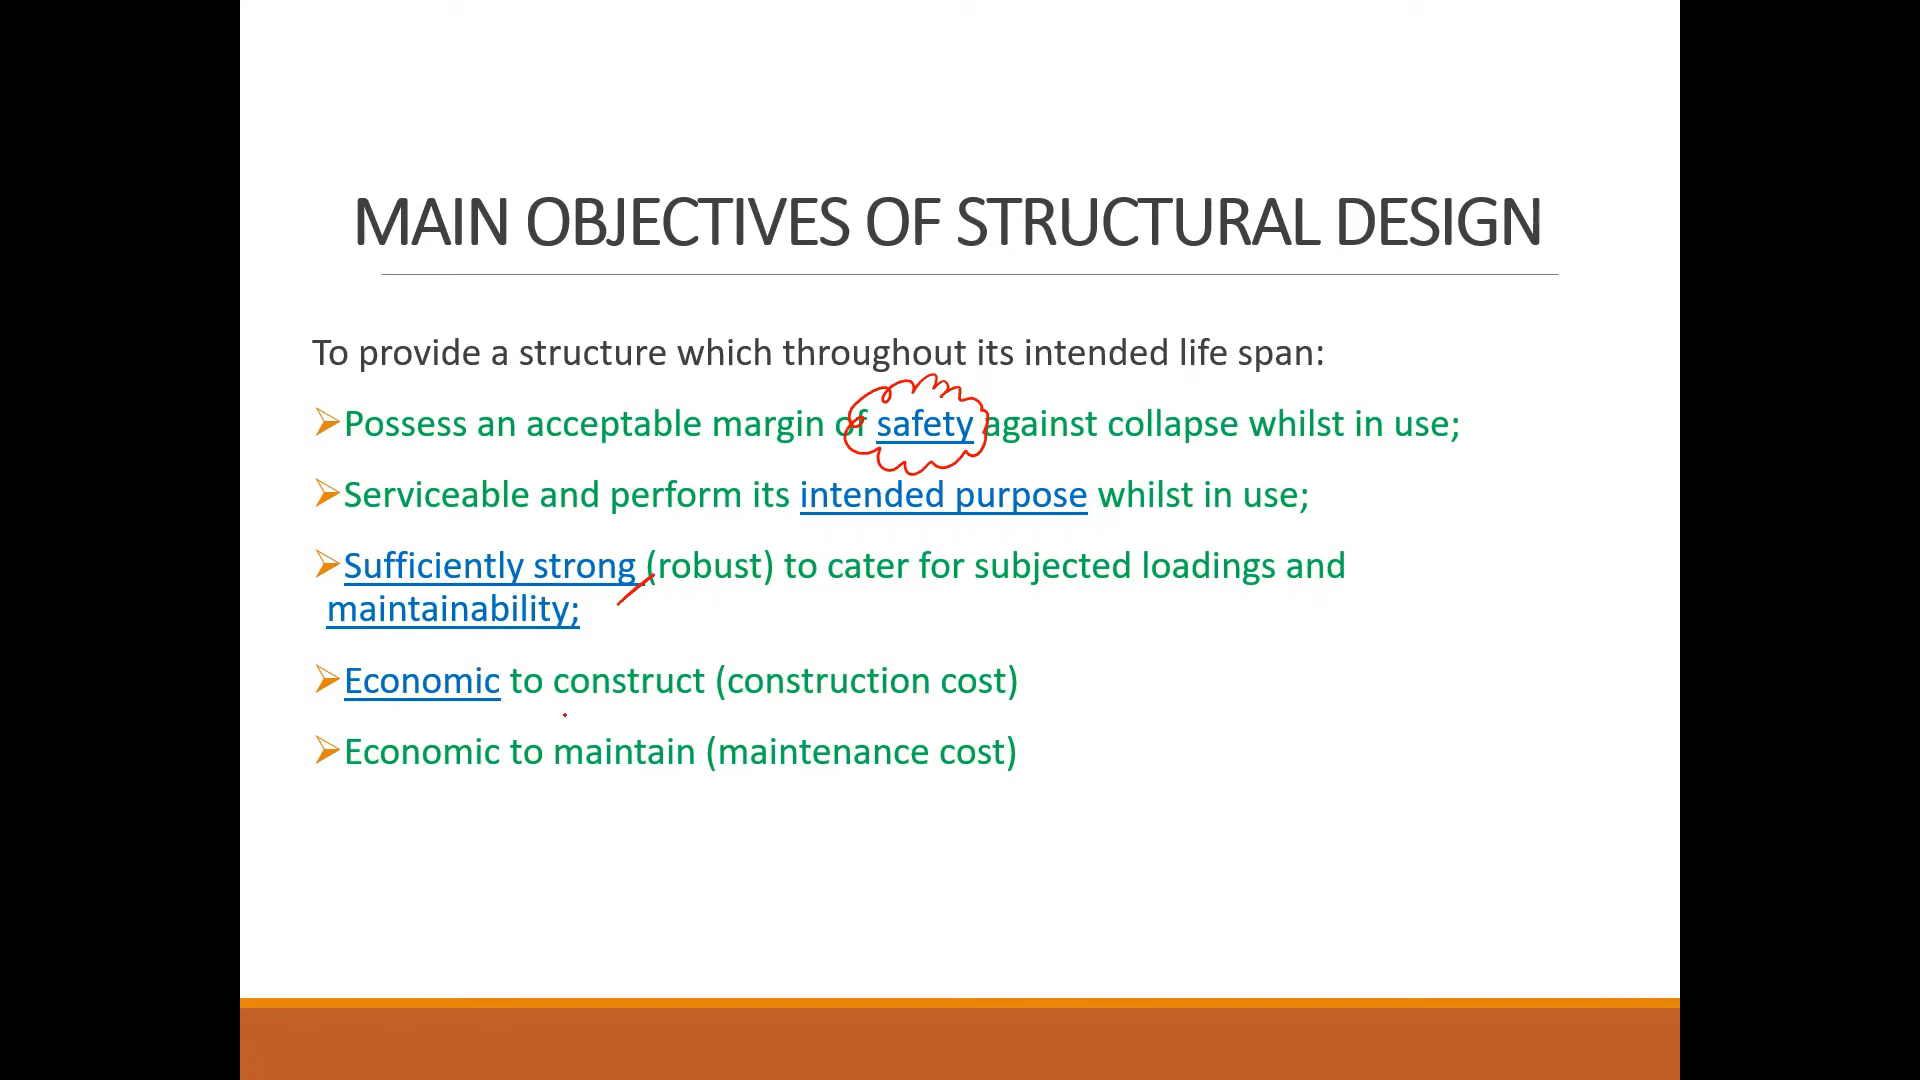 MAIN OBJECTIVES OF STRUCTURAL DESIGN
To provide a structure which throughout its intended life span:
Possess an acceptable margin of safety against collapse whilst in use;
Serviceable and perform its intended purpose whilst in use;
Sufficiently strong (robust) to cater for subjected loadings and
maintainability;
Economic to construct (construction cost)
Economic to maintain (maintenance cost)